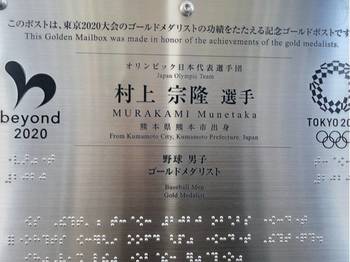 このポストは、東京2020大会のゴールドメダリストの功績をたたえる記念ゴールドポストです
This Golden Mailbox was made in honor of the achievements of the gold medalists.
オリンピック日本代表選手団
Japan Olympic Team
村上 宗隆 選手
MURAKAMI Munetaka
熊本県熊本市出身
From Kumamoto City, Kumamoto Prefecture, Japan
beyond
2020
TOKYO 20
野球 男子
ゴールドメダリスト
Baseball Men
Gold Medalist